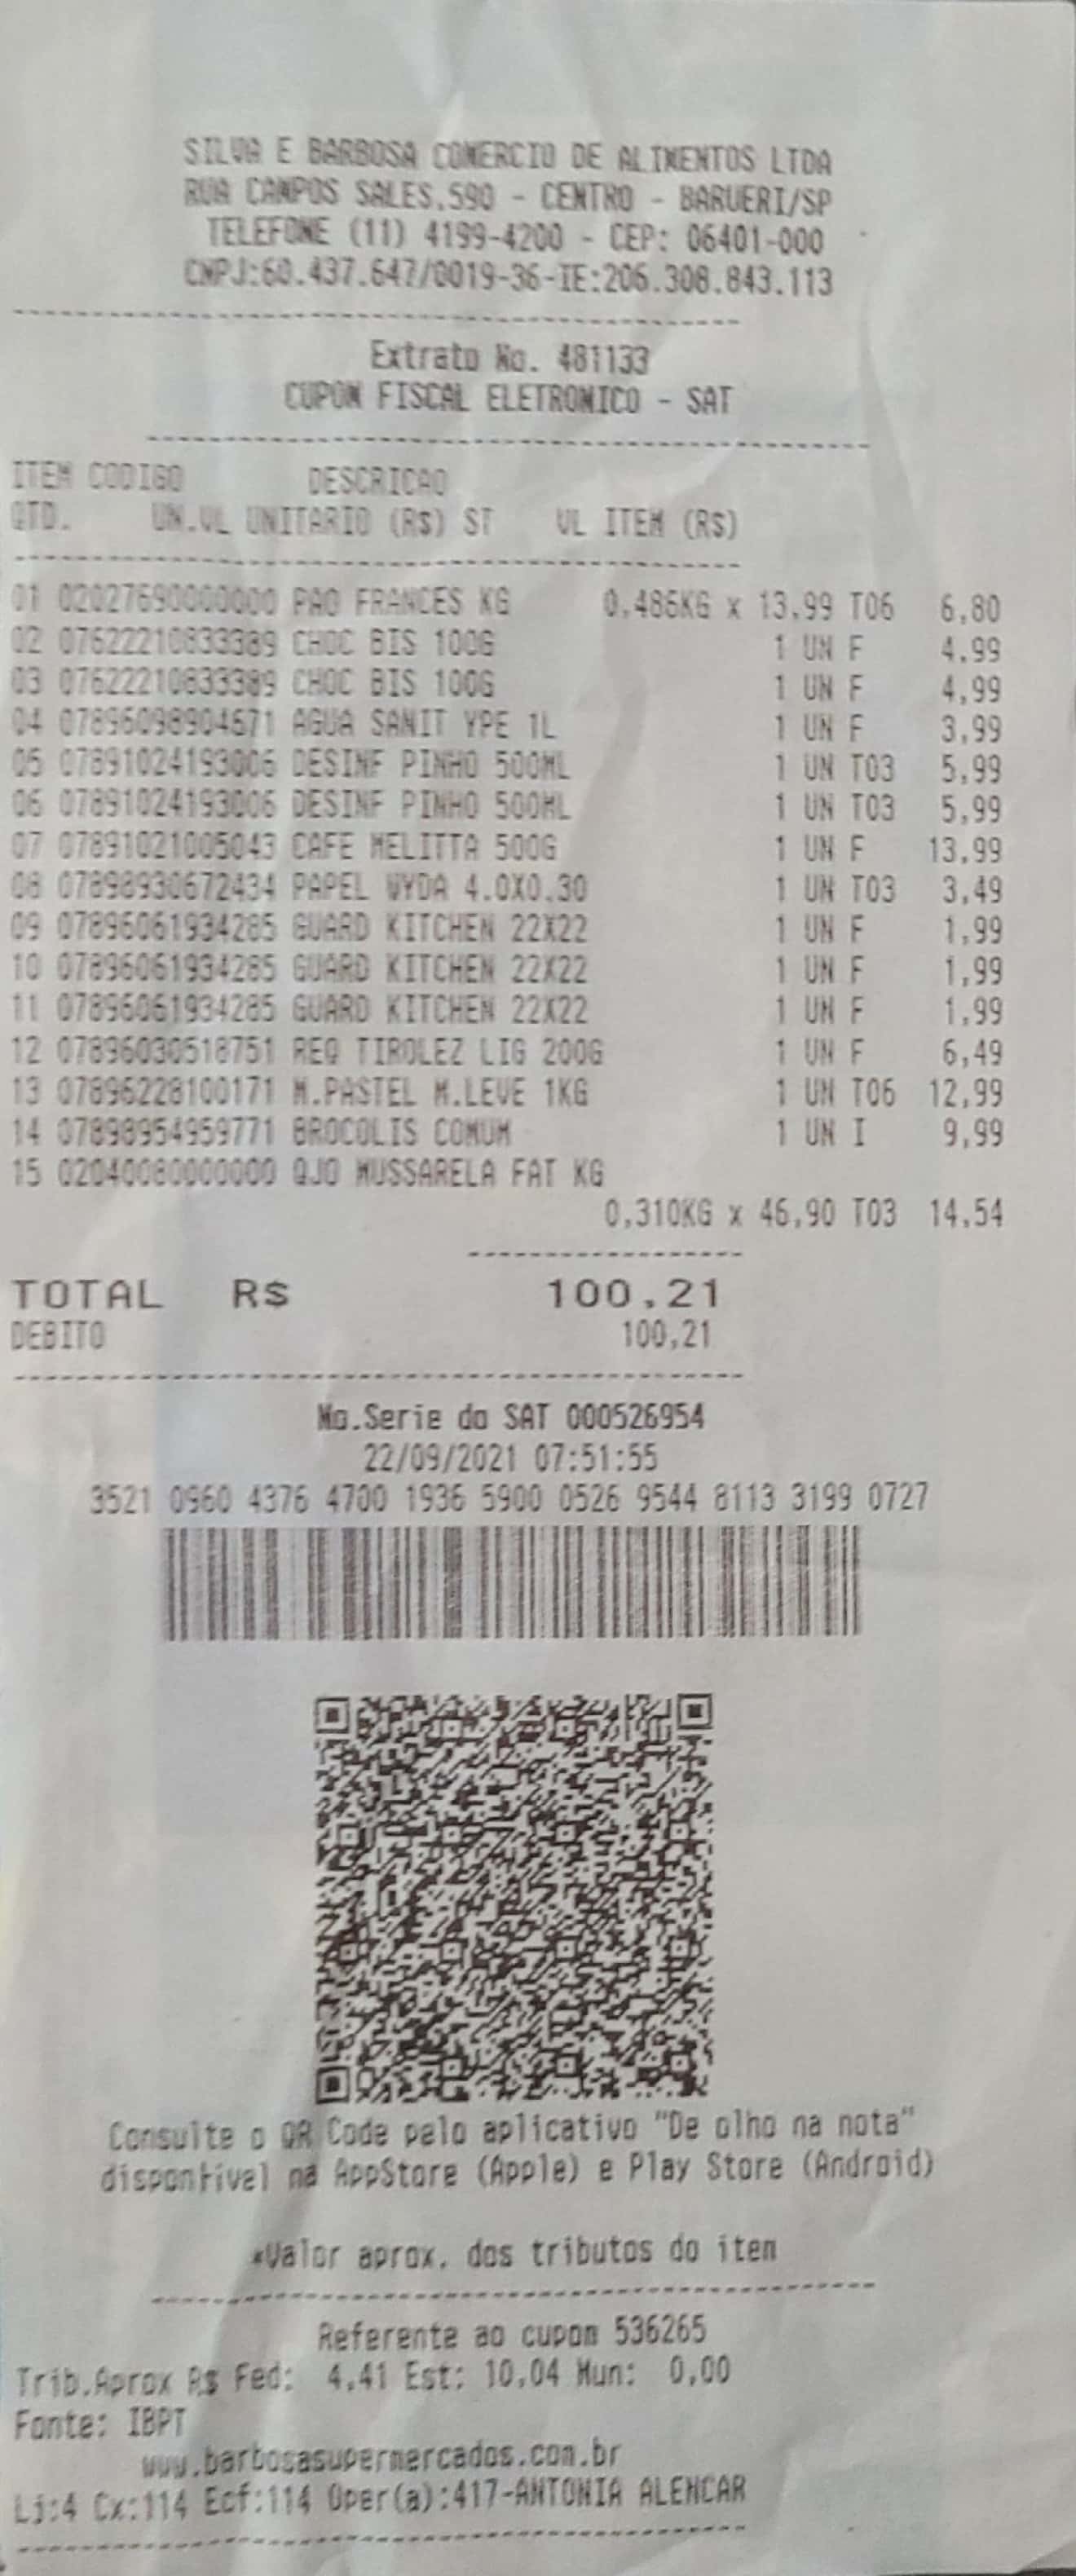 SILVA E BARBOSA COMERCIO DE ALIMENTOS LTDA
RUA CAMPOS SALES,590 - CENTRO - BARUERI/SP
TELEFONE (11) 4199-4200 - CEP: 06401-000
CNPJ:60.437.647/0019-36-IE:206.308.843.113
Extrato No. 481133
CUPOM FISCAL ELETRONICO - SAT
ITEM CODIGO DESCRICAO
QTD. UN.VL UNITARIO (R$) ST VL ITEM (R$)
01 02027690000000 PAO FRANCES KG 0,486KG x 13,99 T06 6,80
02 07622210833389 CHOC BIS 100G 1 UN F 4,99
03 07622210833389 CHOC BIS 100G 1 UN F 4,99
04 07896098904671 AGUA SANIT YPE 1L 1 UN F 3,99
05 07891024193006 DESINF PINHO 500ML 1 UN T03 5,99
06 07891024193006 DESINF PINHO 500ML 1 UN T03 5,99
07 07891021005043 CAFE MELITTA 500G 1 UN F 13,99
08 07898930672434 PAPEL WYDA 4.0X0.30 1 UN T03 3,49
09 07896061934285 GUARD KITCHEN 22X22 1 UN F 1,99
10 07896061934285 GUARD KITCHEN 22X22 1 UN F 1,99
11 07896061934285 GUARD KITCHEN 22X22 1 UN F 1,99
12 07896030518751 REQ TIROLEZ LIG 200G 1 UN F 6,49
13 07896228100171 M.PASTEL M.LEVE 1KG 1 UN T06 12,99
14 07898954959771 BROCOLIS COMUM 1 UN I 9,99
15 02040080000000 QJO MUSSARELA FAT KG
0,310KG x 46,90 T03 14,54
TOTAL R$ 100,21
DEBITO 100,21
No.Serie do SAT 000526954
22/09/2021 07:51:55
3521 0960 4376 4700 1936 5900 0526 9544 8113 3199 0727
Consulte o QR Code pelo aplicativo "De olho na nota"
disponível na AppStore (Apple) e Play Store (Android)
*Valor aprox. dos tributos do item
Referente ao cupom 536265
Trib.Aprox R$ Fed: 4,41 Est: 10,04 Mun: 0,00
Fonte: IBPT
www.barbosasupermercados.com.br
Lj:4 Cx:114 Ecf:114 Oper(a):417-ANTONIA ALENCAR